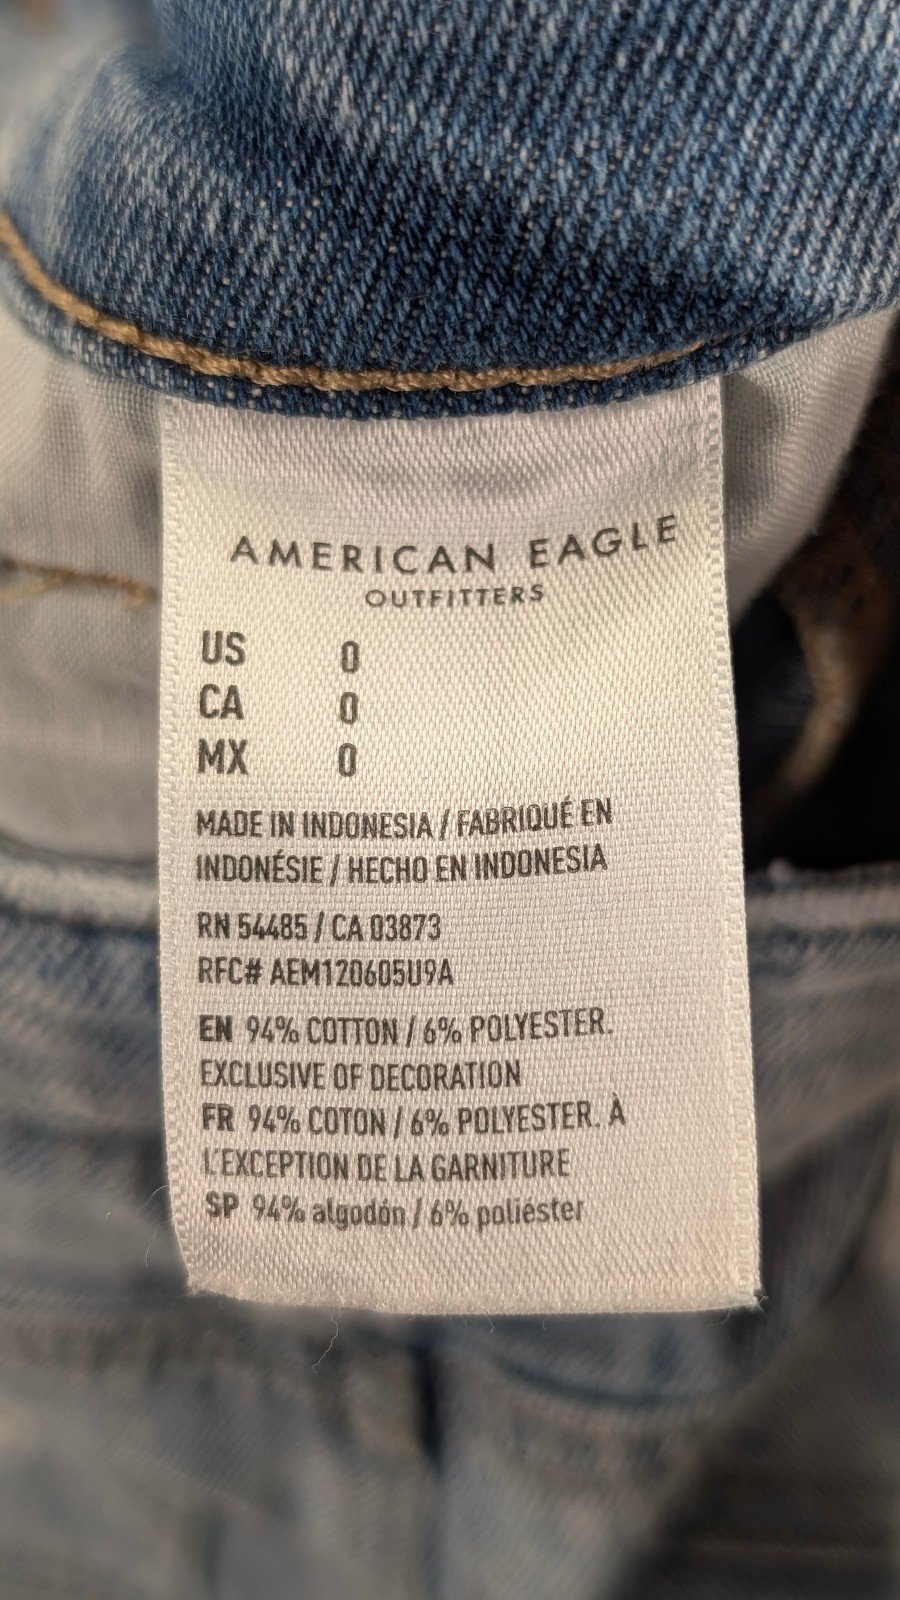 AMERICAN EAGLE
OUTFITTERS
US 0
CA 0
MX 0
MADE IN INDONESIA / FABRIQUÉ EN
INDONÉSIE / HECHO EN INDONESIA
RN 54485 / CA 03873
RFC# AEM120605U9A
EN 94% COTTON / 6% POLYESTER.
EXCLUSIVE OF DECORATION
FR 94% COTON / 6% POLYESTER. À
L'EXCEPTION DE LA GARNITURE
SP 94% algodón / 6% poliéster